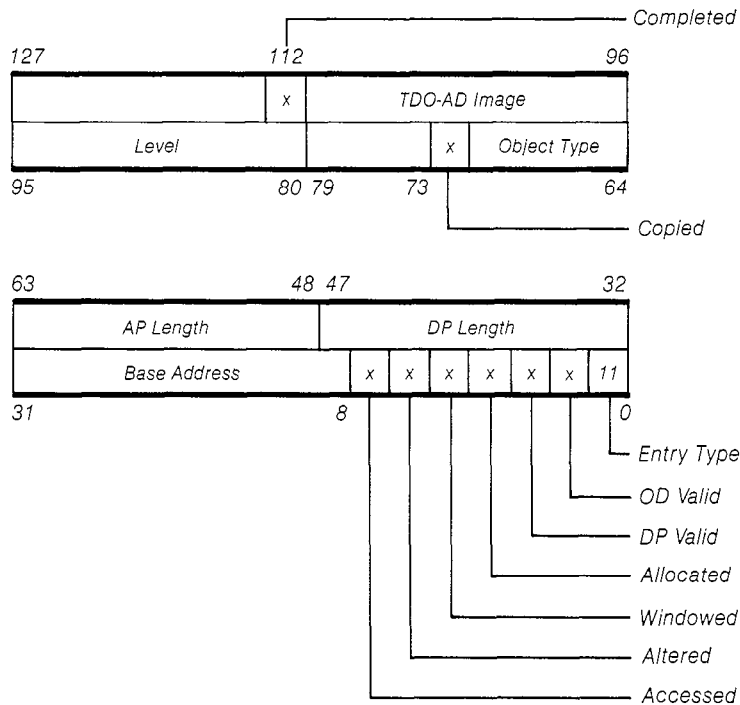 Completed
127 112 96
x TDO-AD Image
Level x Object Type
95 80 79 73 64
Copied
63 48 47 32
AP Length DP Length
Base Address x x x x x x 11
31 8 0
Entry Type
OD Valid
DP Valid
Allocated
Windowed
Altered
Accessed